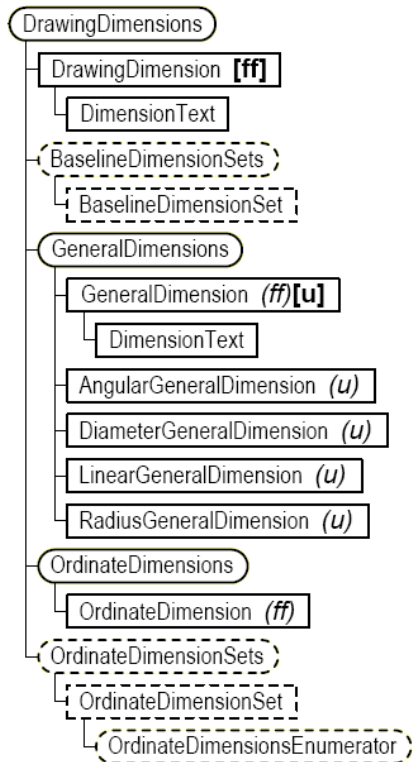 DrawingDimensions
DrawingDimension [ff]
DimensionText
BaselineDimensionSets
BaselineDimensionSet
GeneralDimensions
GeneralDimension (ff)[u]
DimensionText
AngularGeneralDimension (u)
DiameterGeneralDimension (u)
LinearGeneralDimension (u)
RadiusGeneralDimension (u)
OrdinateDimensions
OrdinateDimension (ff)
OrdinateDimensionSets
OrdinateDimensionSet
OrdinateDimensionsEnumerator